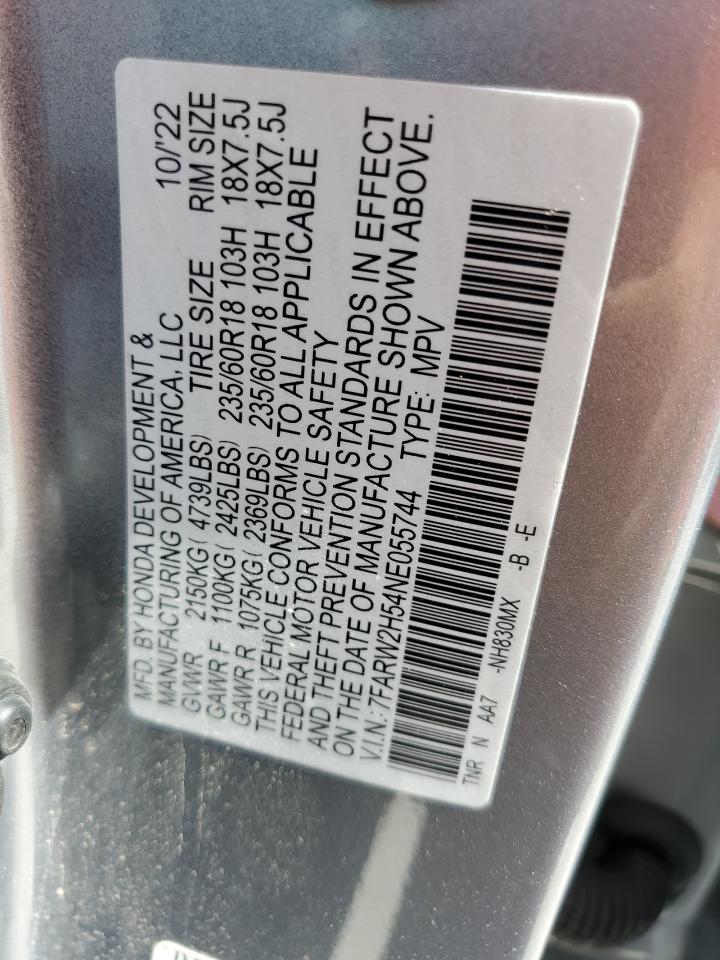 MFD. BY HONDA DEVELOPMENT & 10/'22
MANUFACTURING OF AMERICA, LLC
GVWR 2150KG( 4739LBS) TIRE SIZE RIM SIZE
GAWR F 1100KG( 2425LBS) 235/60R18 103H 18X7.5J
GAWR R 1075KG( 2369LBS) 235/60R18 103H 18X7.5J
THIS VEHICLE CONFORMS TO ALL APPLICABLE
FEDERAL MOTOR VEHICLE SAFETY
AND THEFT PREVENTION STANDARDS IN EFFECT
ON THE DATE OF MANUFACTURE SHOWN ABOVE.
V.I.N.: 7FARW2H54NE055744 TYPE: MPV
TNR N AA7 -NH830MX -B -E